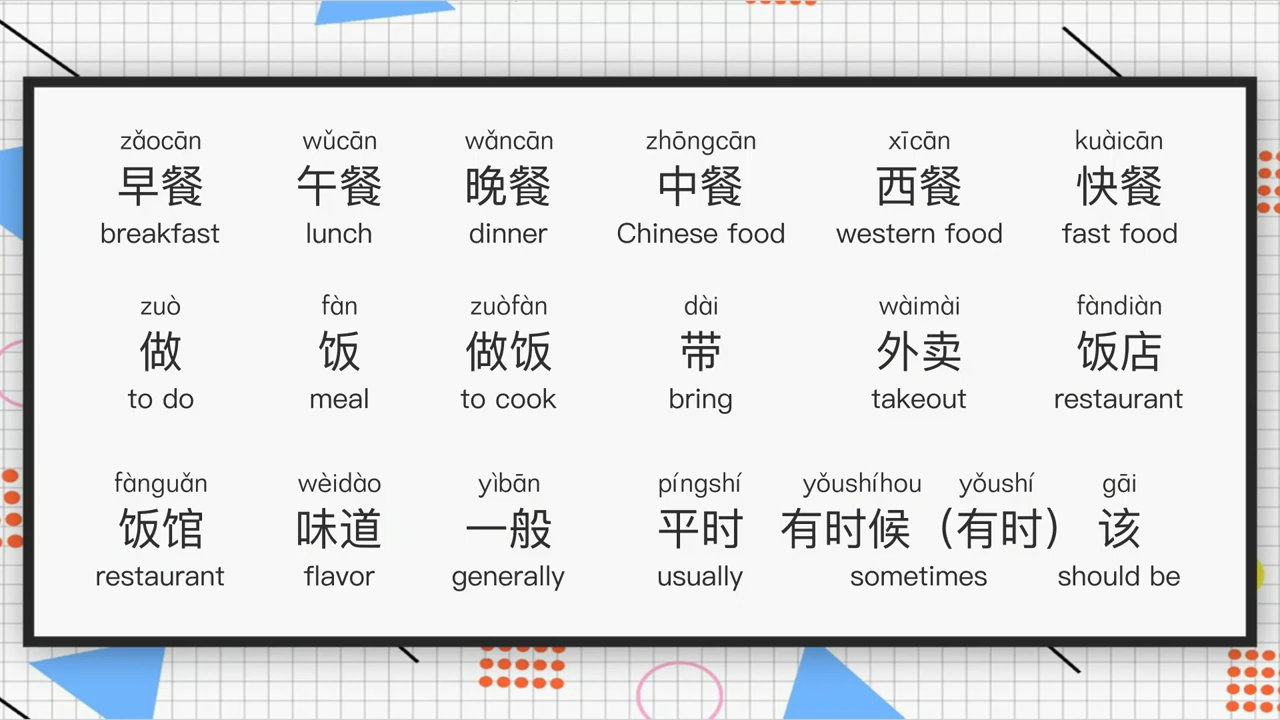 zǎocān wǔcān wǎncān zhōngcān xīcān kuàicān
早餐 午餐 晚餐 中餐 西餐 快餐
breakfast lunch dinner Chinese food western food fast food
zuò fàn zuòfàn dài wàimài fàndiàn
做 饭 做饭 带 外卖 饭店
to do meal to cook bring takeout restaurant
fànguǎn wèidào yìbān píngshí yǒushíhou yǒushí gāi
饭馆 味道 一般 平时 有时候（有时） 该
restaurant flavor generally usually sometimes should be